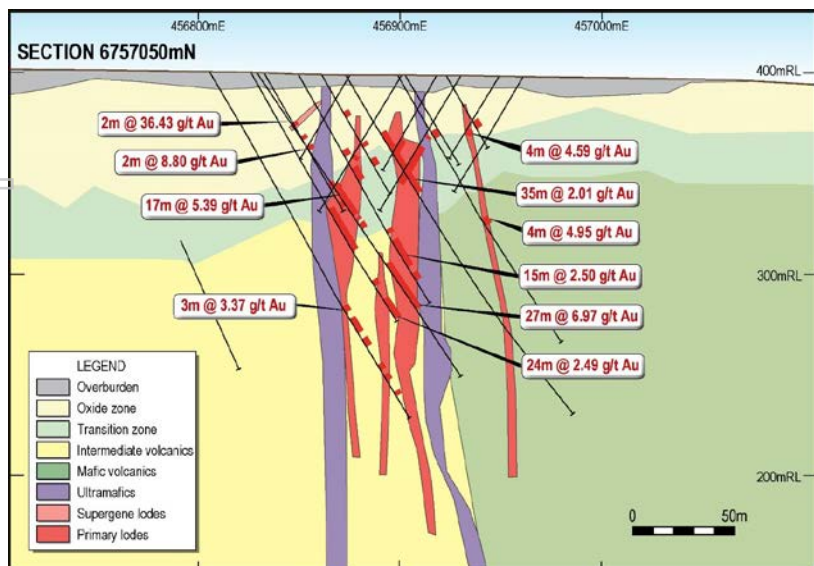 456800mE
456900mE
457000mE
SECTION 6757050mN
400mRL
2m @ 36.43 g/t Au
4m @ 4.59 g/t Au
2m @ 8.80 g/t Au
35m @ 2.01 g/t Au
17m @ 5.39 g/t Au
4m @ 4.95 g/t Au
15m @ 2.50 g/t Au
300mRL
3m @ 3.37 g/t Au
27m @ 6.97 g/t Au
24m @ 2.49 g/t Au
LEGEND
Overburden
Oxide zone
Transition zone
Intermediate volcanics
Mafic volcanics
Ultramafics
Supergene lodes
Primary lodes
200mRL
0
50m